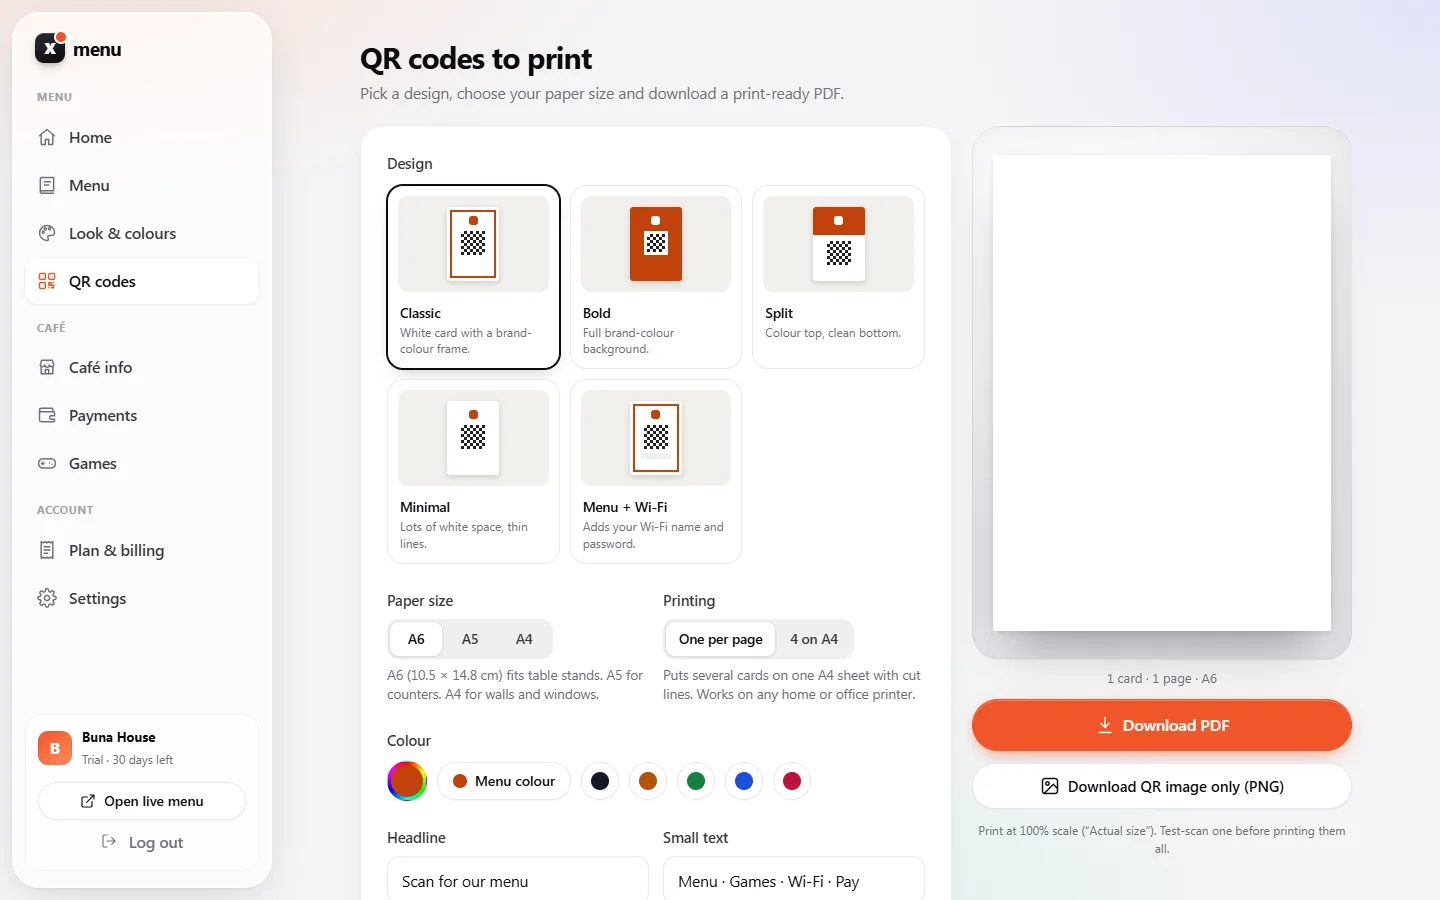 x menu
MENU
Home
Menu
Look & colours
QR codes
CAFÉ
Café info
Payments
Games
ACCOUNT
Plan & billing
Settings
B
Buna House
Trial · 30 days left
Open live menu
Log out
QR codes to print
Pick a design, choose your paper size and download a print-ready PDF.
Design
Classic
White card with a brand-
colour frame.
Bold
Full brand-colour
background.
Split
Colour top, clean bottom.
Minimal
Lots of white space, thin
lines.
Menu + Wi-Fi
Adds your Wi-Fi name and
password.
Paper size
A6 A5 A4
A6 (10.5 × 14.8 cm) fits table stands. A5 for
counters. A4 for walls and windows.
Printing
One per page 4 on A4
Puts several cards on one A4 sheet with cut
lines. Works on any home or office printer.
Colour
Menu colour
Headline
Scan for our menu
Small text
Menu · Games · Wi-Fi · Pay
1 card · 1 page · A6
Download PDF
Download QR image only (PNG)
Print at 100% scale (“Actual size”). Test-scan one before printing them
all.